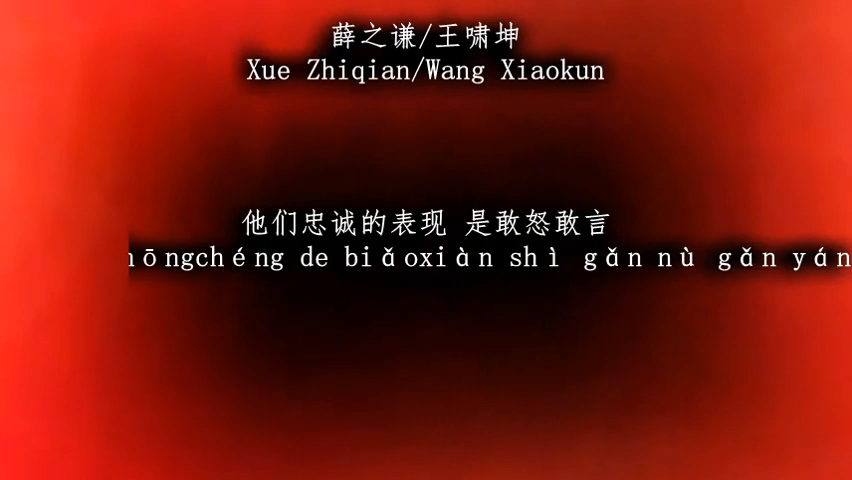 薛之谦/王啸坤
Xue Zhiqian/Wang Xiaokun
他们忠诚的表现 是敢怒敢言
hōngchéng de biǎoxiàn shì gǎn nù gǎn yán